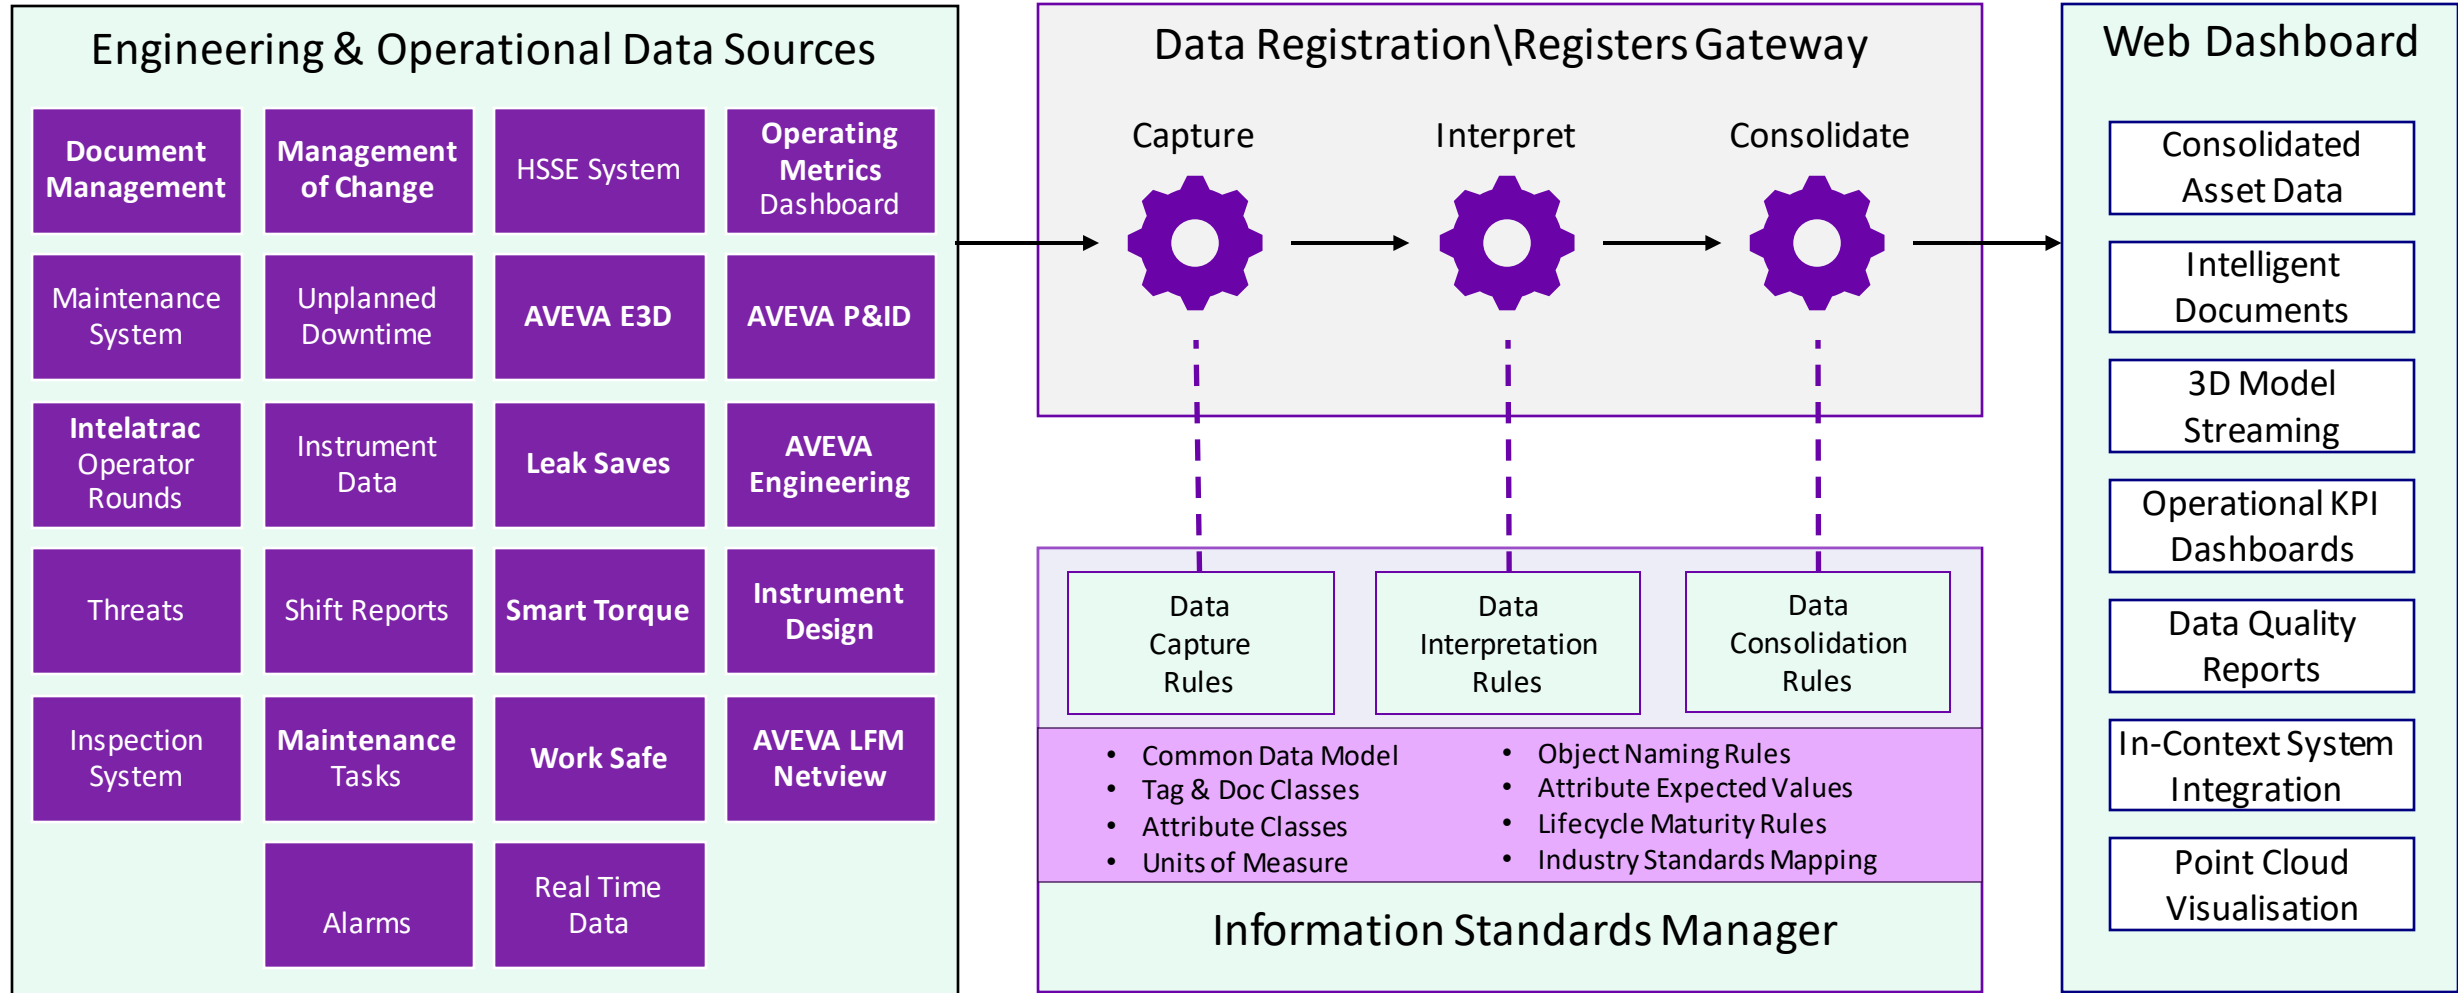 Engineering & Operational Data Sources
Document
Management
Management
of Change
HSSE System
Operating
Metrics
Dashboard
Maintenance
System
Unplanned
Downtime
AVEVA E3D
AVEVA P&ID
Intelatrac
Operator
Rounds
Instrument
Data
Leak Saves
AVEVA
Engineering
Threats
Shift Reports
Smart Torque
Instrument
Design
Inspection
System
Maintenance
Tasks
Work Safe
AVEVA LFM
Netview
Alarms
Real Time
Data
Data Registration\Registers Gateway
Capture
Interpret
Consolidate
Data
Capture
Rules
Data
Interpretation
Rules
Data
Consolidation
Rules
• Common Data Model
• Tag & Doc Classes
• Attribute Classes
• Units of Measure
• Object Naming Rules
• Attribute Expected Values
• Lifecycle Maturity Rules
• Industry Standards Mapping
Information Standards Manager
Web Dashboard
Consolidated
Asset Data
Intelligent
Documents
3D Model
Streaming
Operational KPI
Dashboards
Data Quality
Reports
In-Context System
Integration
Point Cloud
Visualisation